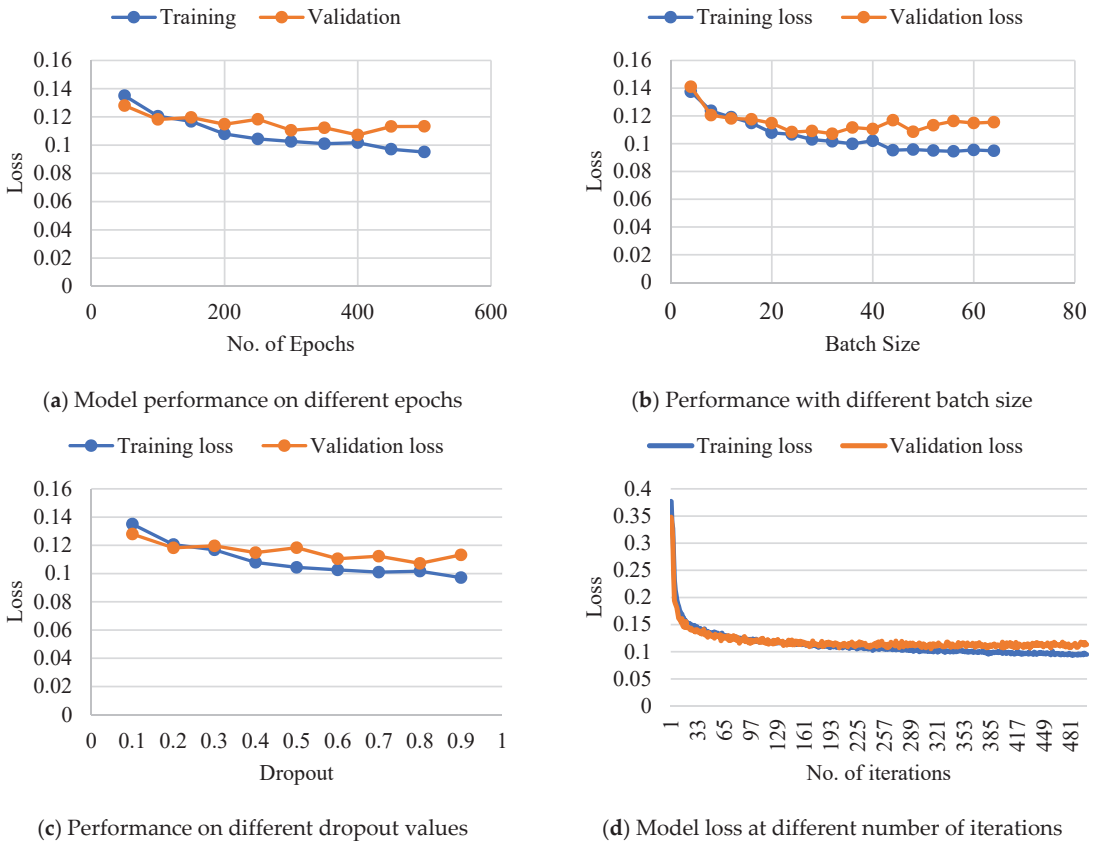 Training Validation
0.16
0.14
0.12
0.1
0.08
0.06
0.04
0.02
0
Loss
0 200 400 600
No. of Epochs
(a) Model performance on different epochs
Training loss Validation loss
0.16
0.14
0.12
0.1
0.08
0.06
0.04
0.02
0
Loss
0 20 40 60 80
Batch Size
(b) Performance with different batch size
Training loss Validation loss
0.16
0.14
0.12
0.1
0.08
0.06
0.04
0.02
0
Loss
0 0.1 0.2 0.3 0.4 0.5 0.6 0.7 0.8 0.9 1
Dropout
(c) Performance on different dropout values
Training loss Validation loss
0.4
0.35
0.3
0.25
0.2
0.15
0.1
0.05
0
Loss
1 33 65 97 129 161 193 225 257 289 321 353 385 417 449 481
No. of iterations
(d) Model loss at different number of iterations